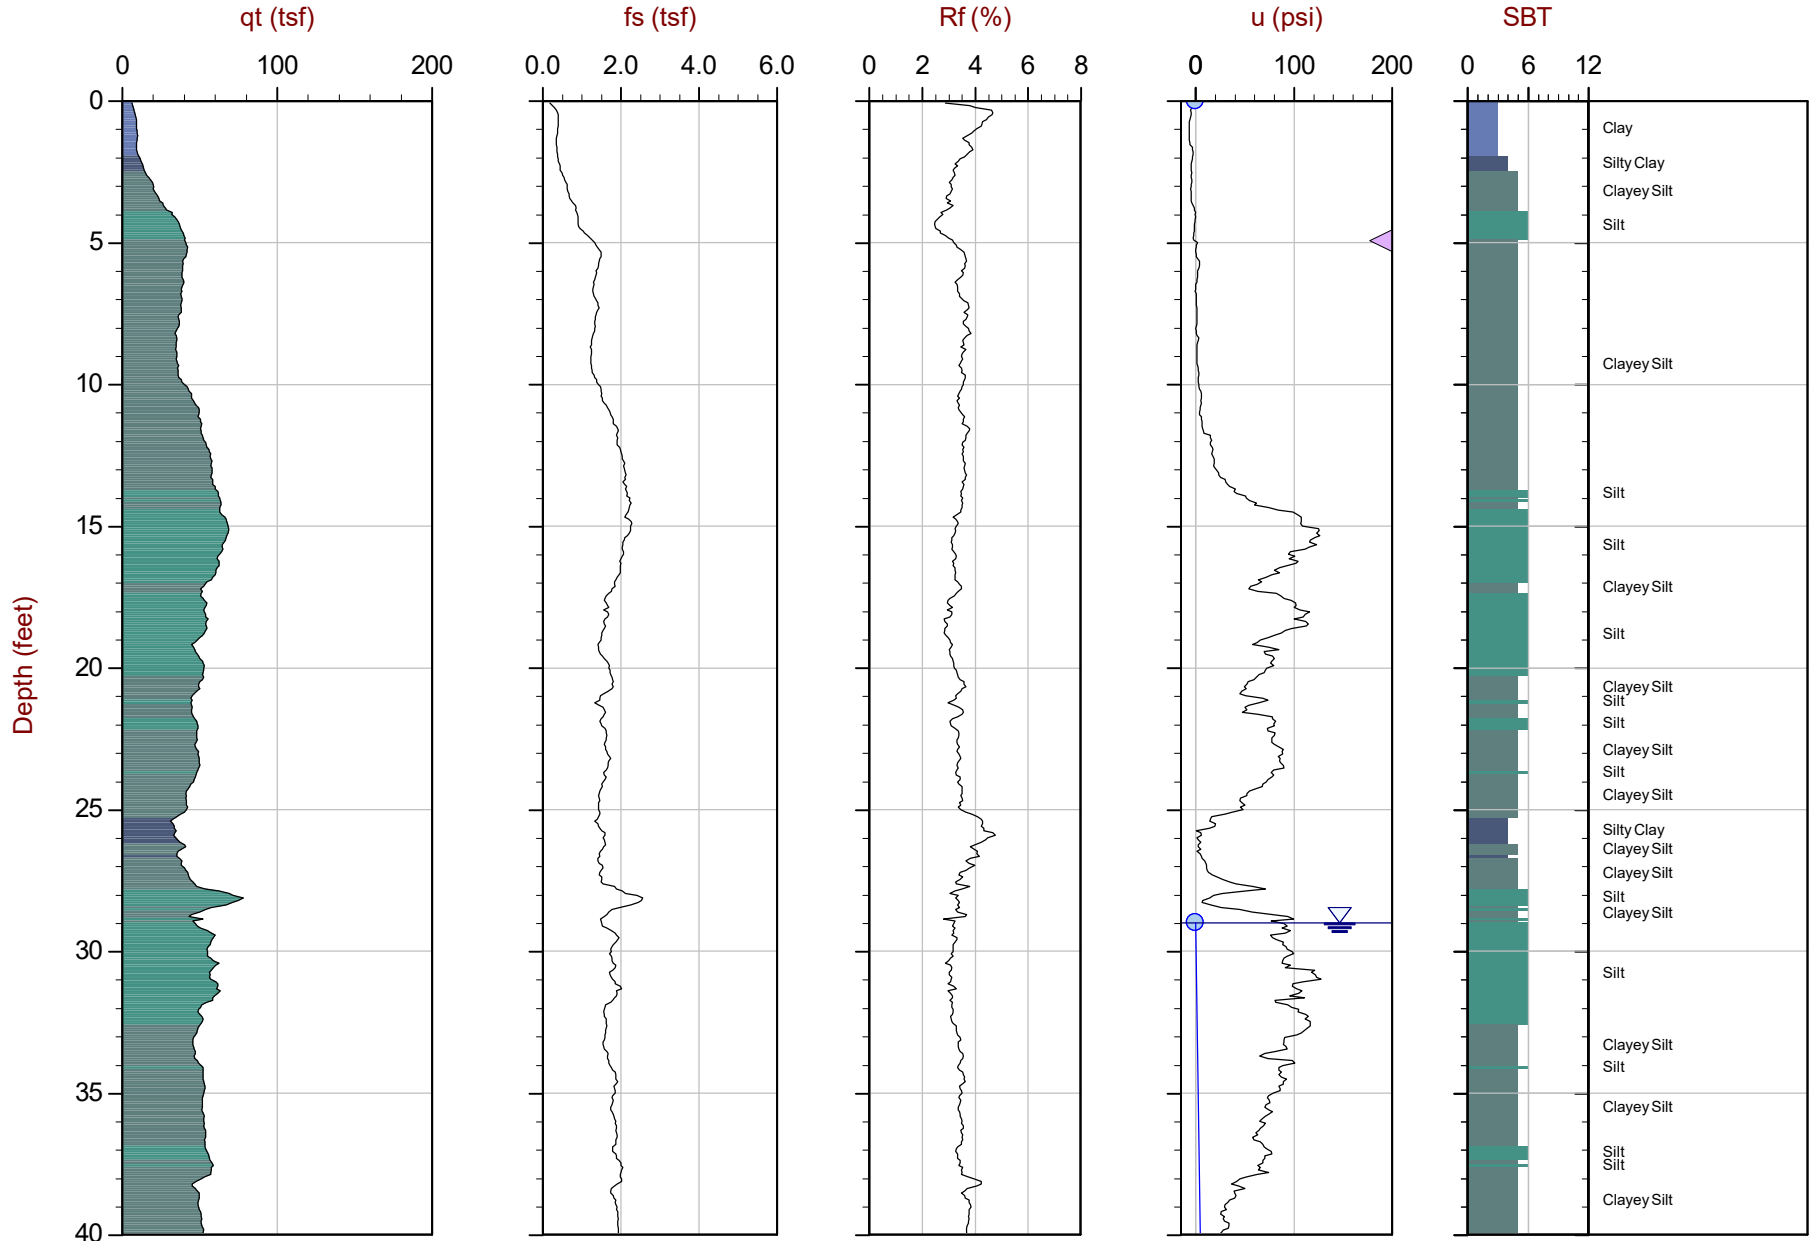 qt (tsf) fs (tsf) Rf (%) u (psi) SBT
0 100 200 0.0 2.0 4.0 6.0 0 2 4 6 8 0 100 200 0 6 12
0
Clay
Silty Clay
Clayey Silt
Silt
5
Clayey Silt
10
Silt
15
Silt
Clayey Silt
Silt
20
Clayey Silt
Silt
Silt
Clayey Silt
Silt
Clayey Silt
25
Silty Clay
Clayey Silt
Clayey Silt
Silt
Clayey Silt
30
Silt
Clayey Silt
Silt
35
Clayey Silt
Silt
Silt
Clayey Silt
40
Depth (feet)